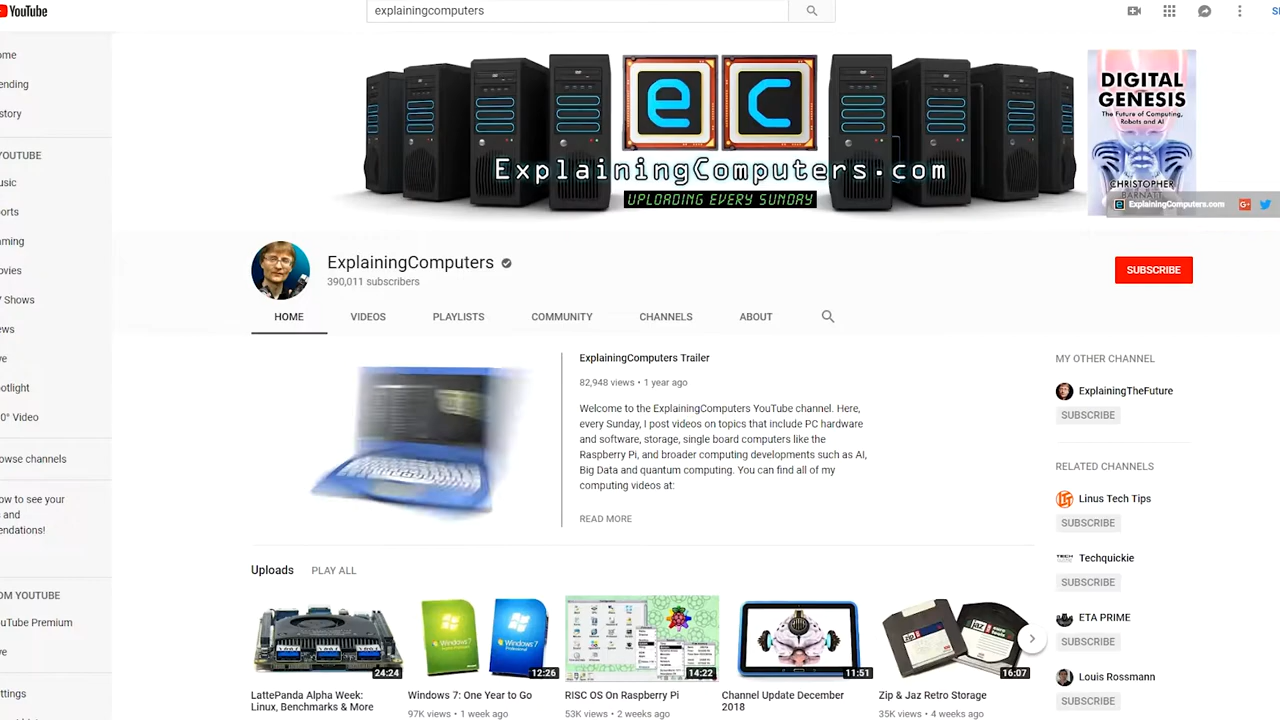 YouTube
explainingcomputers
ome
ending
story
YOUTUBE
usic
orts
aming
ovies
Shows
ews
ve
otlight
0° Video
owse channels
ow to see your
s and
endations!
OM YOUTUBE
uTube Premium
ve
ttings
e c
ExplainingComputers.com
UPLOADING EVERY SUNDAY
DIGITAL
GENESIS
The Future of Computing,
Robots and AI
CHRISTOPHER
ExplainingComputers.com
G+
ExplainingComputers
390,011 subscribers
SUBSCRIBE
HOME VIDEOS PLAYLISTS COMMUNITY CHANNELS ABOUT
ExplainingComputers Trailer
82,948 views • 1 year ago
Welcome to the ExplainingComputers YouTube channel. Here,
every Sunday, I post videos on topics that include PC hardware
and software, storage, single board computers like the
Raspberry Pi, and broader computing developments such as AI,
Big Data and quantum computing. You can find all of my
computing videos at:
READ MORE
MY OTHER CHANNEL
ExplainingTheFuture
SUBSCRIBE
RELATED CHANNELS
Linus Tech Tips
SUBSCRIBE
Techquickie
SUBSCRIBE
ETA PRIME
SUBSCRIBE
Louis Rossmann
SUBSCRIBE
Uploads PLAY ALL
24:24
LattePanda Alpha Week:
Linux, Benchmarks & More
Windows 7
Windows 7
12:26
Windows 7: One Year to Go
97K views • 1 week ago
14:22
RISC OS On Raspberry Pi
53K views • 2 weeks ago
11:51
Channel Update December
2018
jaz
16:07
Zip & Jaz Retro Storage
35K views • 4 weeks ago